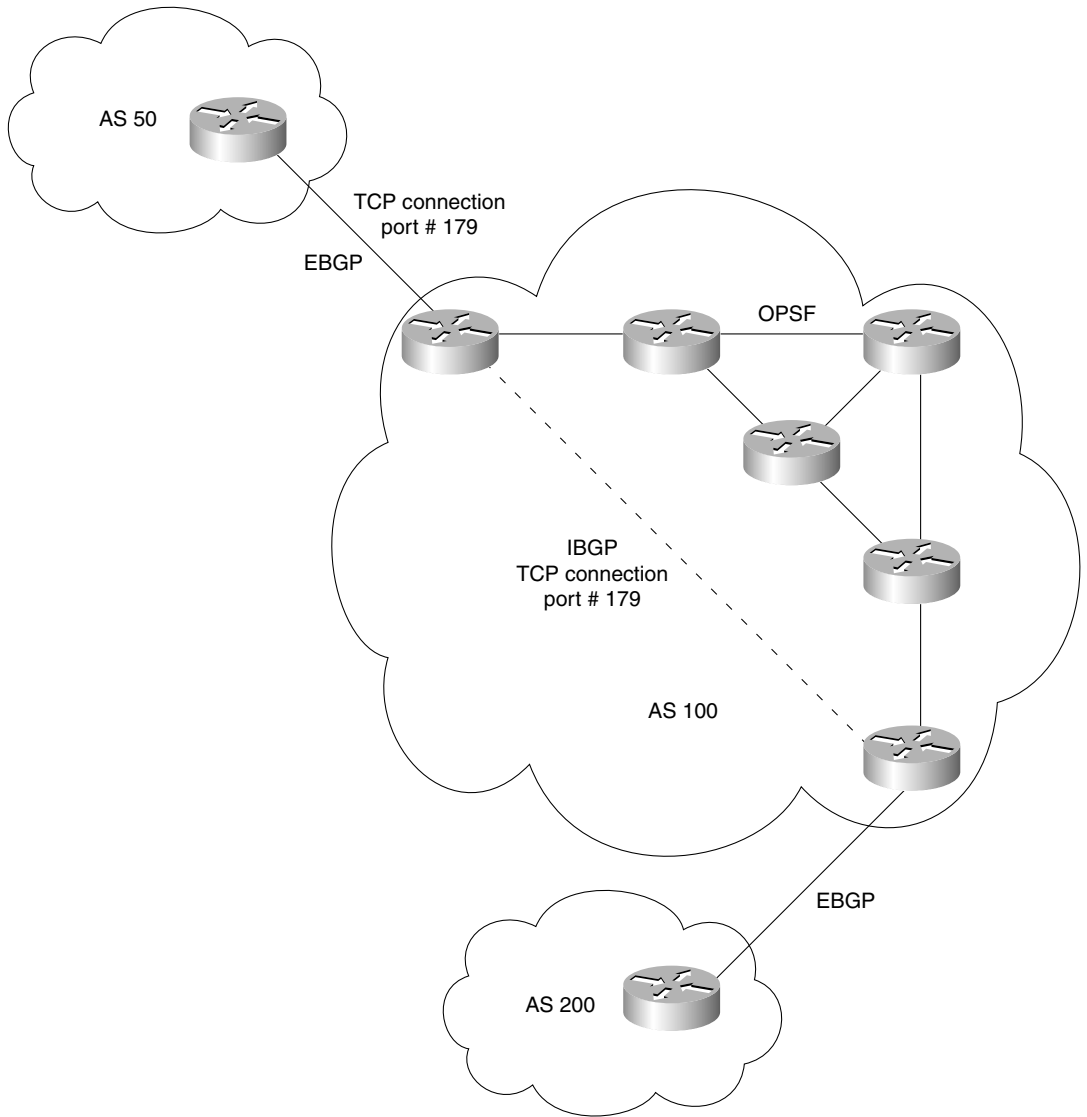 AS 50
TCP connection
port # 179
EBGP
OPSF
IBGP
TCP connection
port # 179
AS 100
EBGP
AS 200